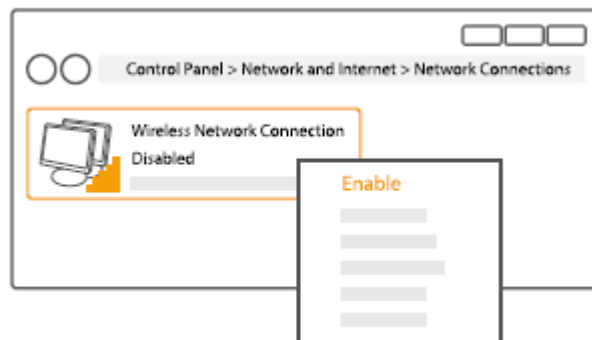 Control Panel > Network and Internet > Network Connections
Wireless Network Connection
Disabled
Enable